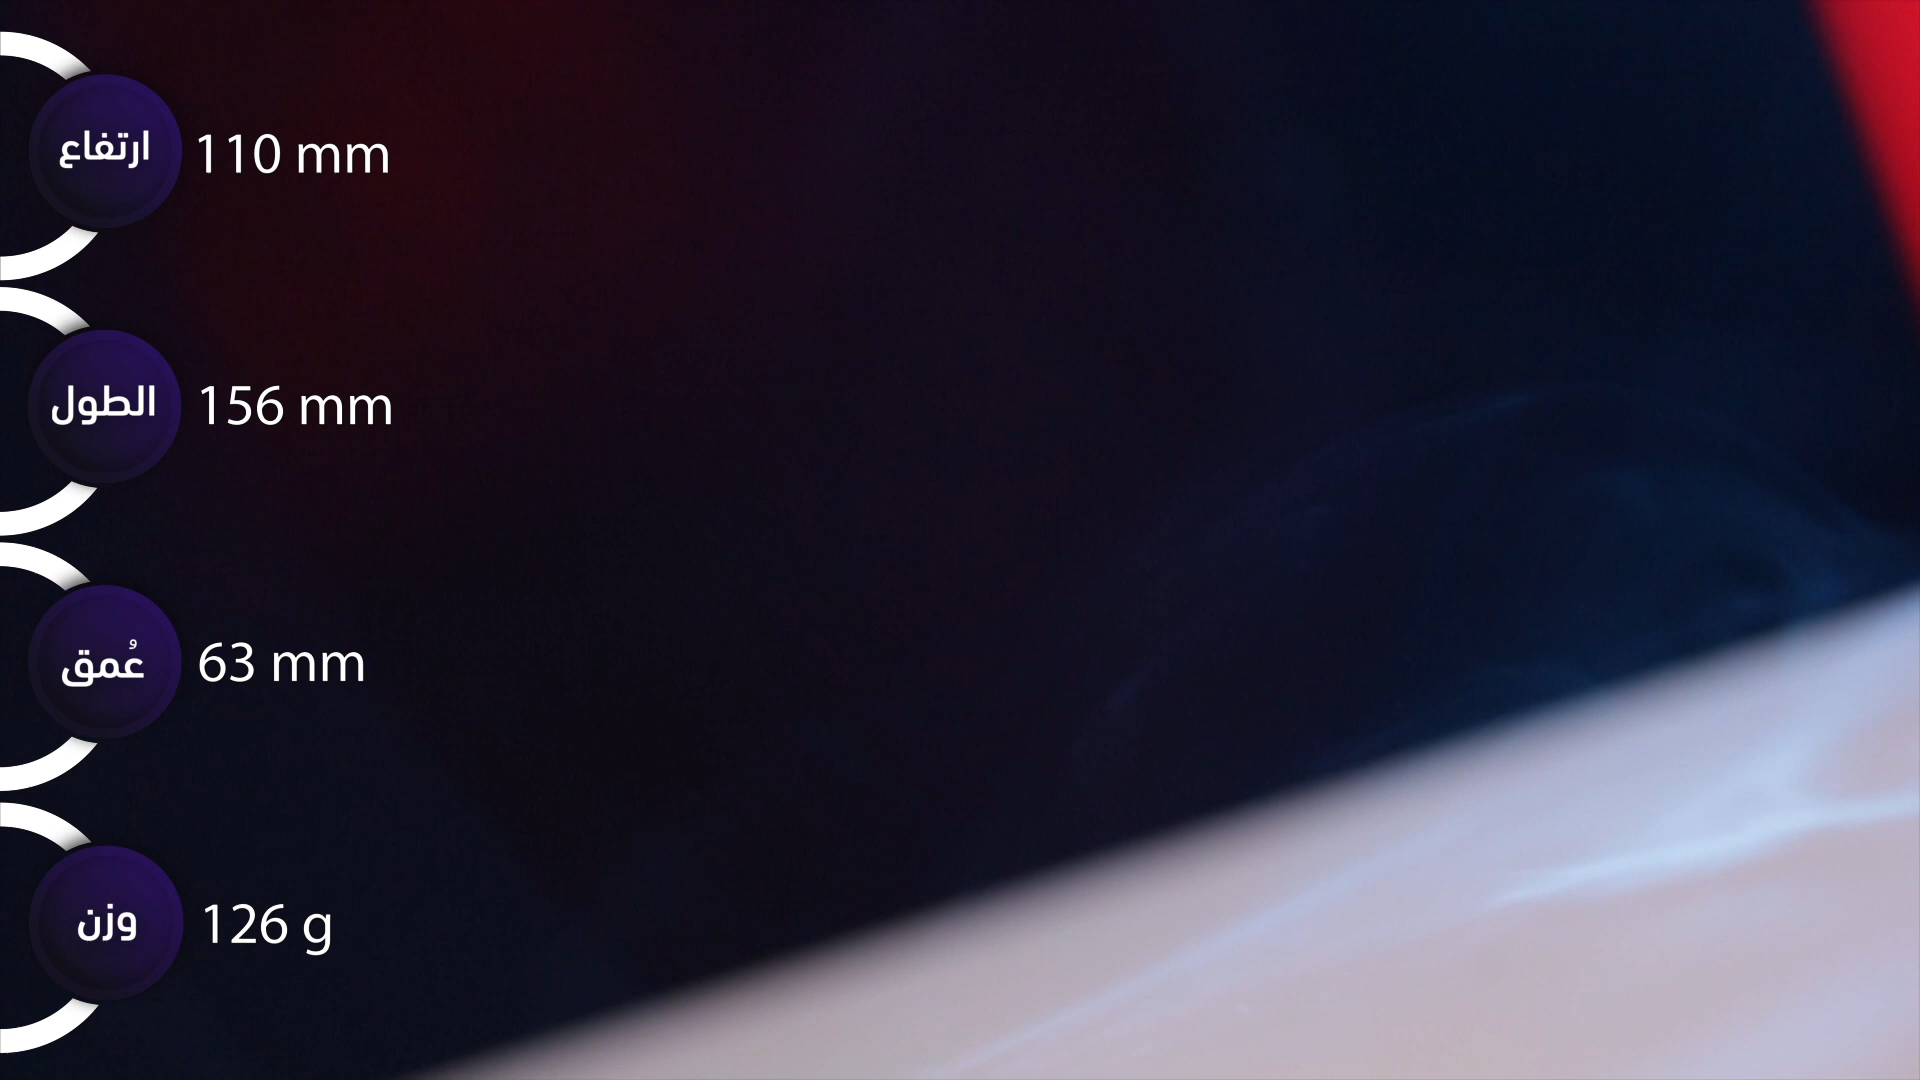 ارتفاع 110 mm
الطول 156 mm
عُمق 63 mm
وزن 126 g